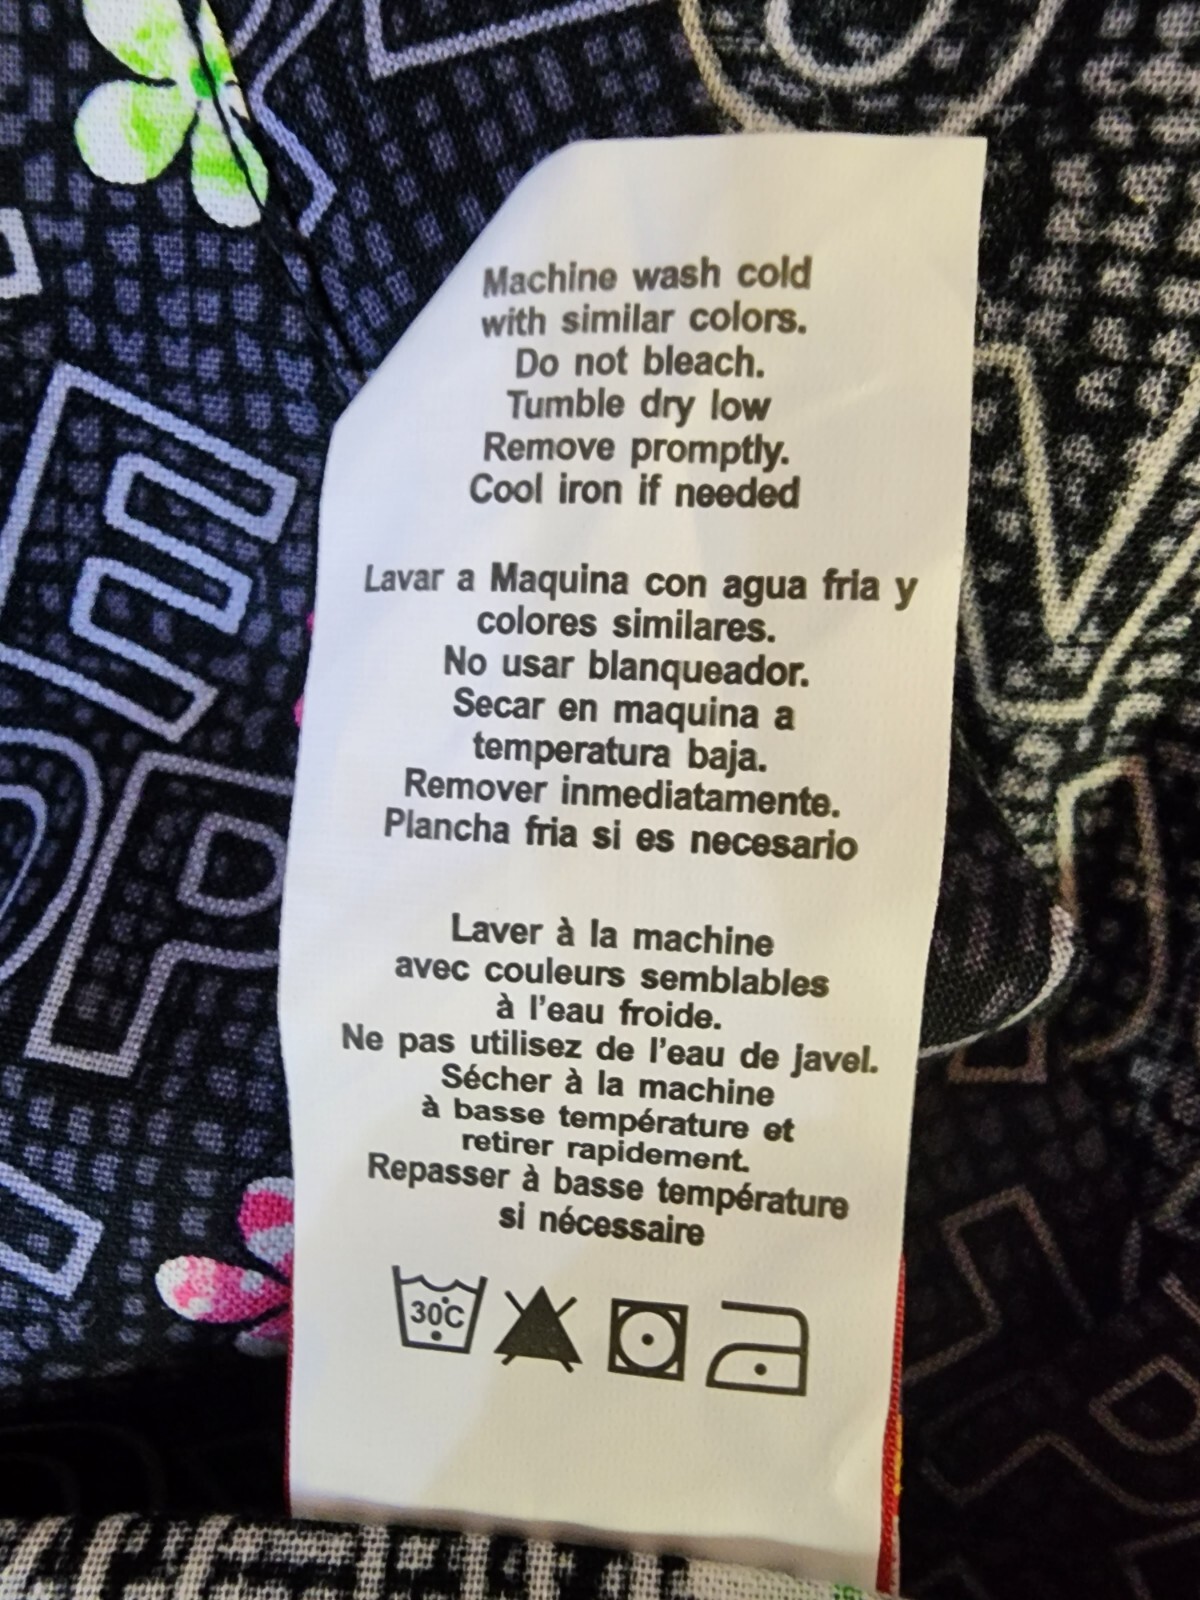 Machine wash cold
with similar colors.
Do not bleach.
Tumble dry low
Remove promptly.
Cool iron if needed
Lavar a Maquina con agua fria y
colores similares.
No usar blanqueador.
Secar en maquina a
temperatura baja.
Remover inmediatamente.
Plancha fria si es necesario
Laver à la machine
avec couleurs semblables
à l'eau froide.
Ne pas utilisez de l'eau de javel.
Sécher à la machine
à basse température et
retirer rapidement.
Repasser à basse température
si nécessaire
30C